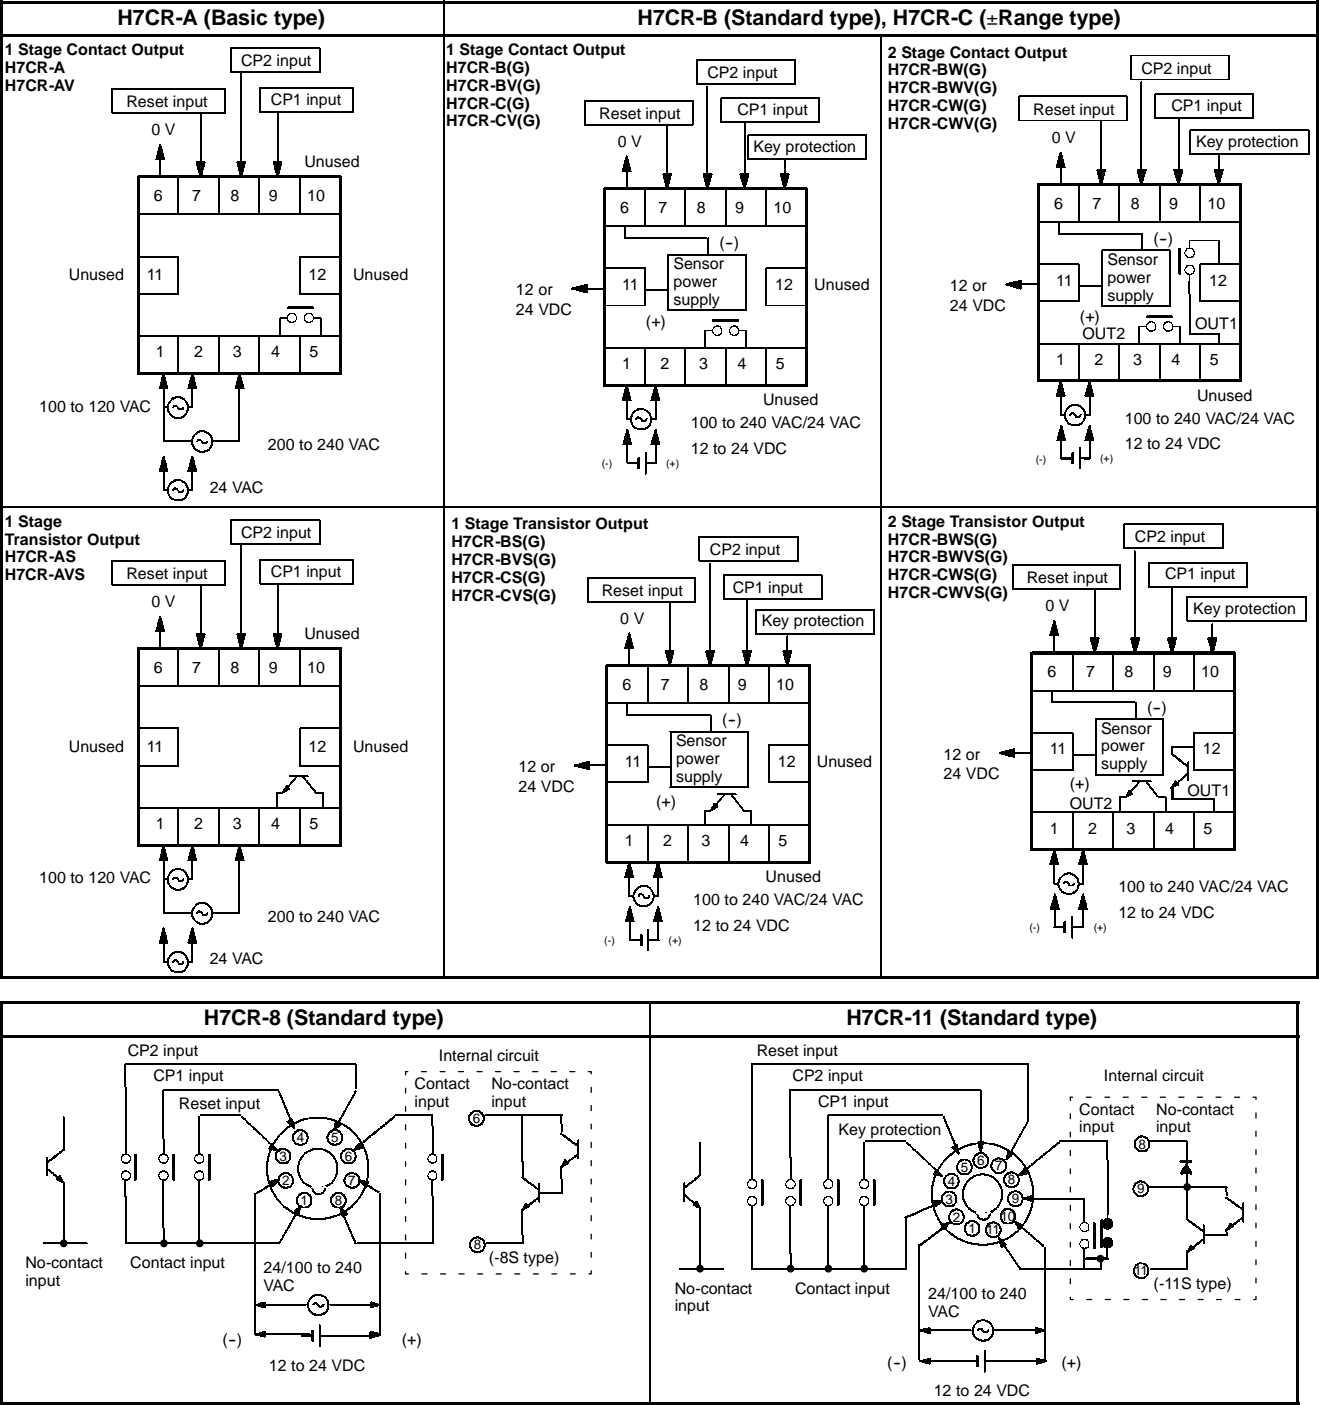 H7CR-A (Basic type)
H7CR-B (Standard type), H7CR-C (±Range type)
1 Stage Contact Output
H7CR-A
H7CR-AV
CP2 input
Reset input
CP1 input
0 V
Unused
6 7 8 9 10
Unused
11
12
Unused
1 2 3 4 5
100 to 120 VAC
200 to 240 VAC
24 VAC
1 Stage Contact Output
H7CR-B(G)
H7CR-BV(G)
H7CR-C(G)
H7CR-CV(G)
CP2 input
Reset input
CP1 input
0 V
Key protection
6 7 8 9 10
(-)
Sensor
power
supply
12 or
24 VDC
11
12
Unused
(+)
1 2 3 4 5
Unused
100 to 240 VAC/24 VAC
12 to 24 VDC
(-)
(+)
2 Stage Contact Output
H7CR-BW(G)
H7CR-BWV(G)
H7CR-CW(G)
H7CR-CWV(G)
CP2 input
Reset input
CP1 input
0 V
Key protection
6 7 8 9 10
(-)
Sensor
power
supply
12 or
24 VDC
11
12
(+)
OUT2
OUT1
1 2 3 4 5
Unused
100 to 240 VAC/24 VAC
12 to 24 VDC
(-)
(+)
1 Stage
Transistor Output
H7CR-AS
H7CR-AVS
CP2 input
Reset input
CP1 input
0 V
Unused
6 7 8 9 10
Unused
11
12
Unused
1 2 3 4 5
100 to 120 VAC
200 to 240 VAC
24 VAC
1 Stage Transistor Output
H7CR-BS(G)
H7CR-BVS(G)
H7CR-CS(G)
H7CR-CVS(G)
CP2 input
Reset input
CP1 input
0 V
Key protection
6 7 8 9 10
(-)
Sensor
power
supply
12 or
24 VDC
11
12
Unused
(+)
1 2 3 4 5
Unused
100 to 240 VAC/24 VAC
12 to 24 VDC
(-)
(+)
2 Stage Transistor Output
H7CR-BWS(G)
H7CR-BWVS(G)
H7CR-CWS(G)
H7CR-CWVS(G)
CP2 input
Reset input
CP1 input
0 V
Key protection
6 7 8 9 10
(-)
Sensor
power
supply
12 or
24 VDC
11
12
(+)
OUT2
OUT1
1 2 3 4 5
100 to 240 VAC/24 VAC
12 to 24 VDC
(-)
(+)
H7CR-8 (Standard type)
H7CR-11 (Standard type)
CP2 input
CP1 input
Reset input
Internal circuit
Contact
input
No-contact
input
6
4 5
3 6
2 7
1 8
8
(-8S type)
No-contact
input
Contact input
24/100 to 240
VAC
(-)
(+)
12 to 24 VDC
Reset input
CP2 input
CP1 input
Key protection
Internal circuit
Contact
input
No-contact
input
8
9
5 6 7
4 8
3 9
2 10
1 11
11
(-11S type)
No-contact
input
Contact input
24/100 to 240
VAC
(-)
(+)
12 to 24 VDC